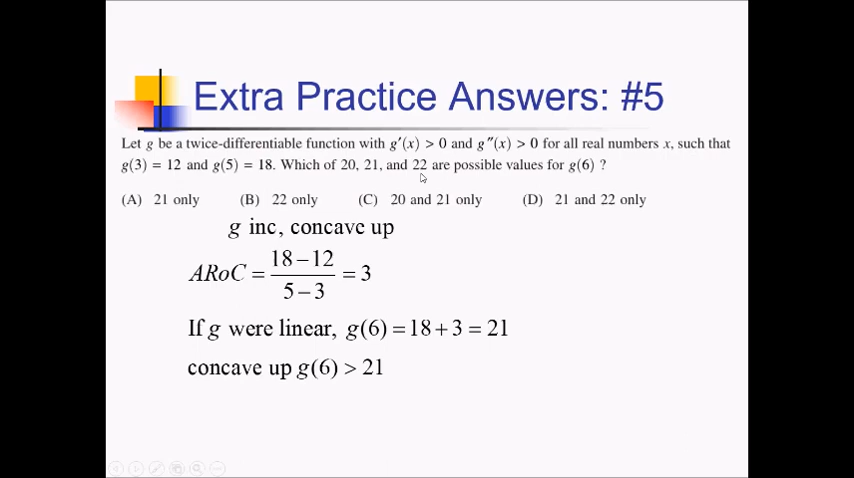 Extra Practice Answers: #5
Let g be a twice-differentiable function with g′(x) > 0 and g″(x) > 0 for all real numbers x, such that
g(3) = 12 and g(5) = 18. Which of 20, 21, and 22 are possible values for g(6) ?
(A) 21 only (B) 22 only (C) 20 and 21 only (D) 21 and 22 only
g inc, concave up
ARoC = (18 − 12)/(5 − 3) = 3
If g were linear, g(6) = 18 + 3 = 21
concave up g(6) > 21